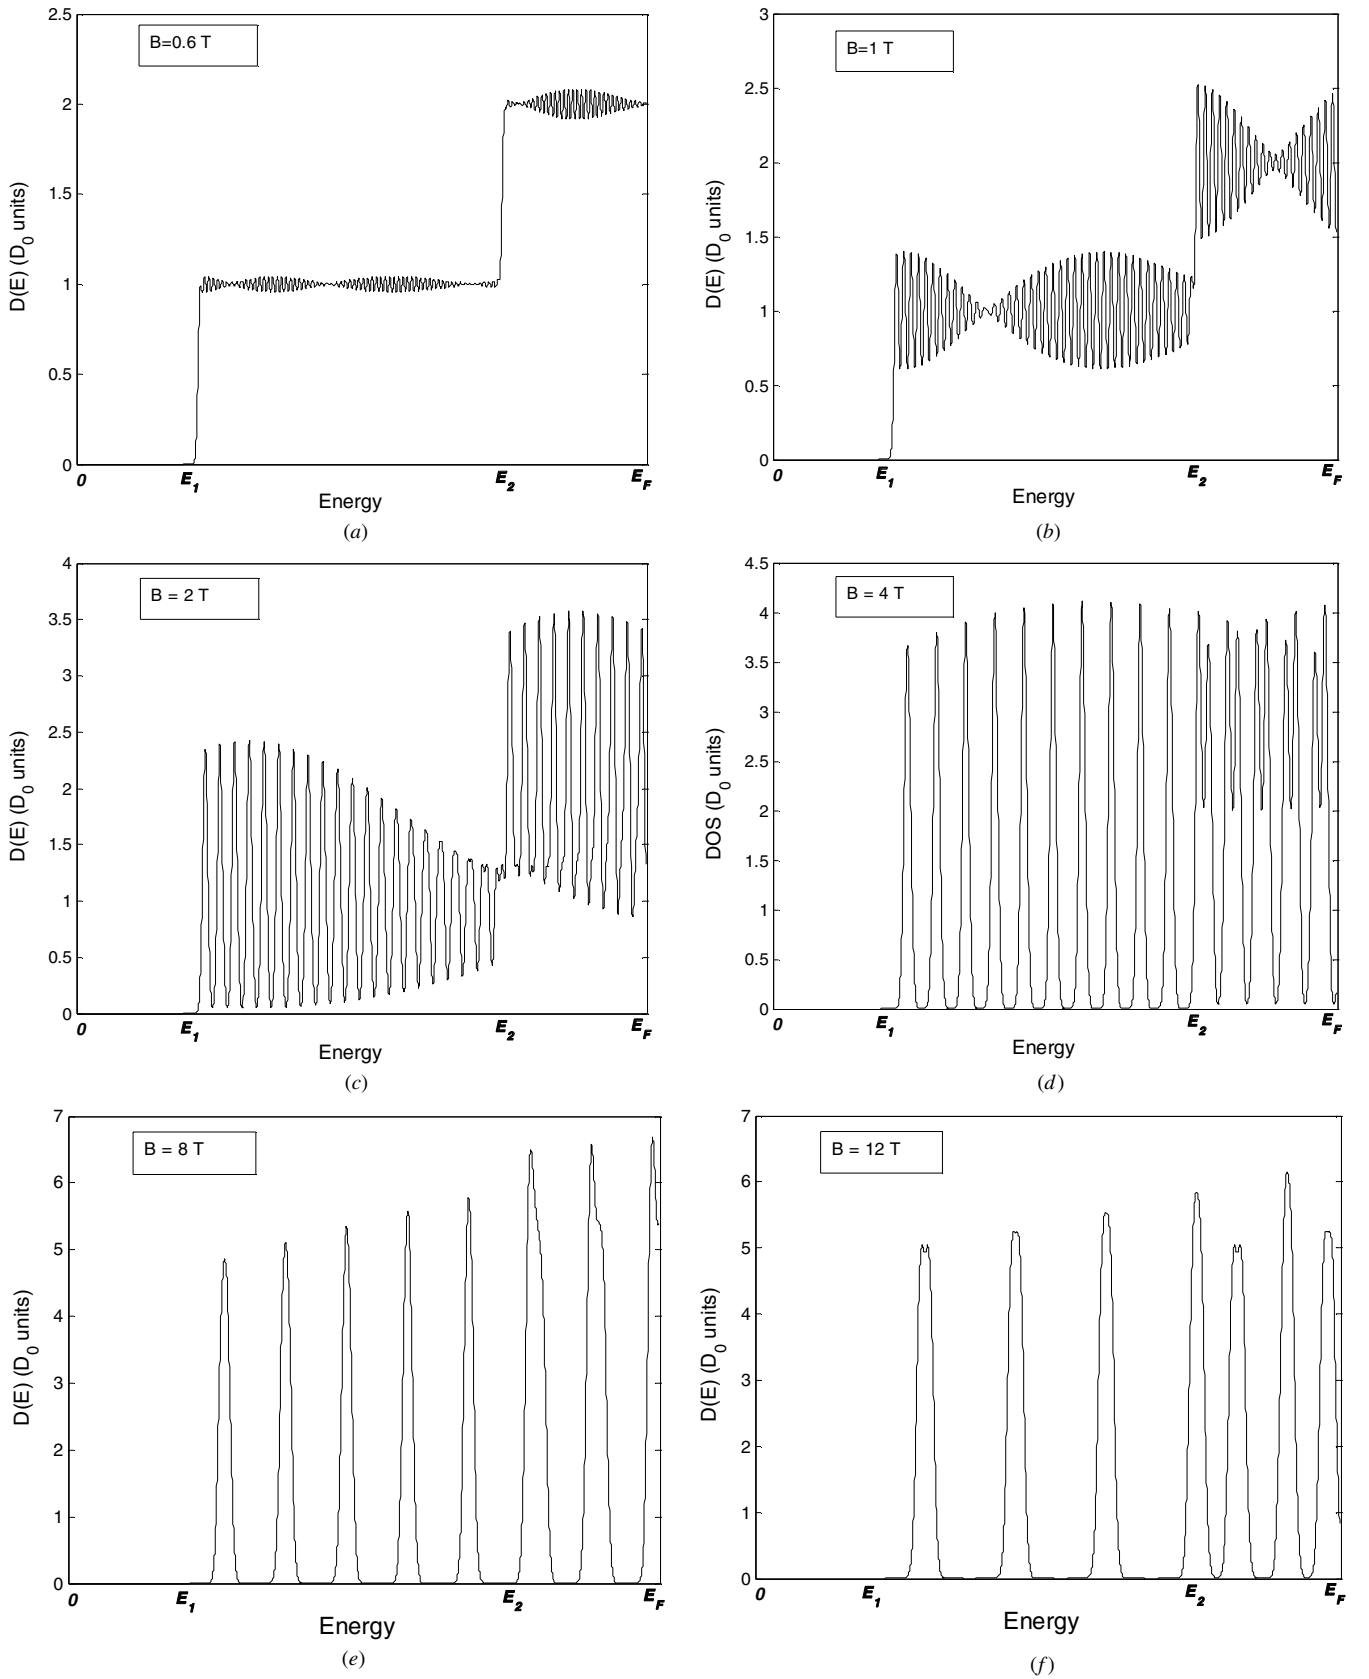 2.5
B=0.6 T
2
1.5
1
0.5
0
D(E) (D0 units)
0 E1 E2 EF
Energy
(a)
3
B=1 T
2.5
2
1.5
1
0.5
0
D(E) (D0 units)
0 E1 E2 EF
Energy
(b)
4
B = 2 T
3.5
3
2.5
2
1.5
1
0.5
0
D(E) (D0 units)
0 E1 E2 EF
Energy
(c)
4.5
B = 4 T
4
3.5
3
2.5
2
1.5
1
0.5
0
DOS (D0 units)
0 E1 E2 EF
Energy
(d)
7
B = 8 T
6
5
4
3
2
1
0
D(E) (D0 units)
0 E1 E2 EF
Energy
(e)
7
B = 12 T
6
5
4
3
2
1
0
D(E) (D0 units)
0 E1 E2 EF
Energy
(f)